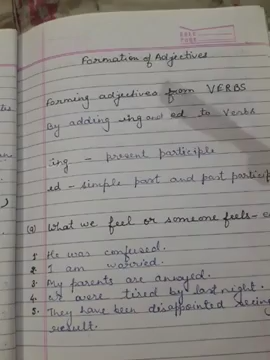 Formation of Adjectives
Forming adjectives from VERBS
By adding -ing and ed to Verbs
ing - present participle
ed - simple past and past particip
(a) What we feel or someone feels - e
1. He was confused.
2. I am worried.
3. My parents are annoyed.
4. were tired by last night.
5. They have been disappointed seeing
result.